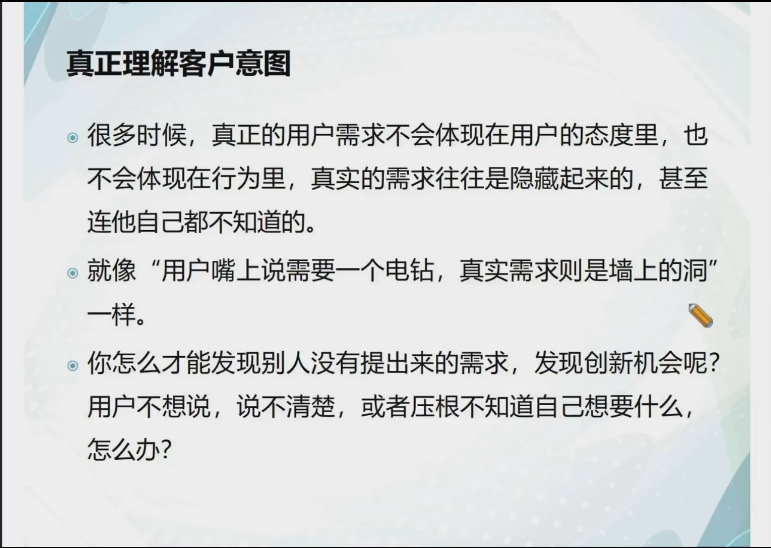 真正理解客户意图
很多时候，真正的用户需求不会体现在用户的态度里，也
不会体现在行为里，真实的需求往往是隐藏起来的，甚至
连他自己都不知道的。
就像“用户嘴上说需要一个电钻，真实需求则是墙上的洞”
一样。
你怎么才能发现别人没有提出来的需求，发现创新机会呢？
用户不想说，说不清楚，或者压根不知道自己想要什么，
怎么办？